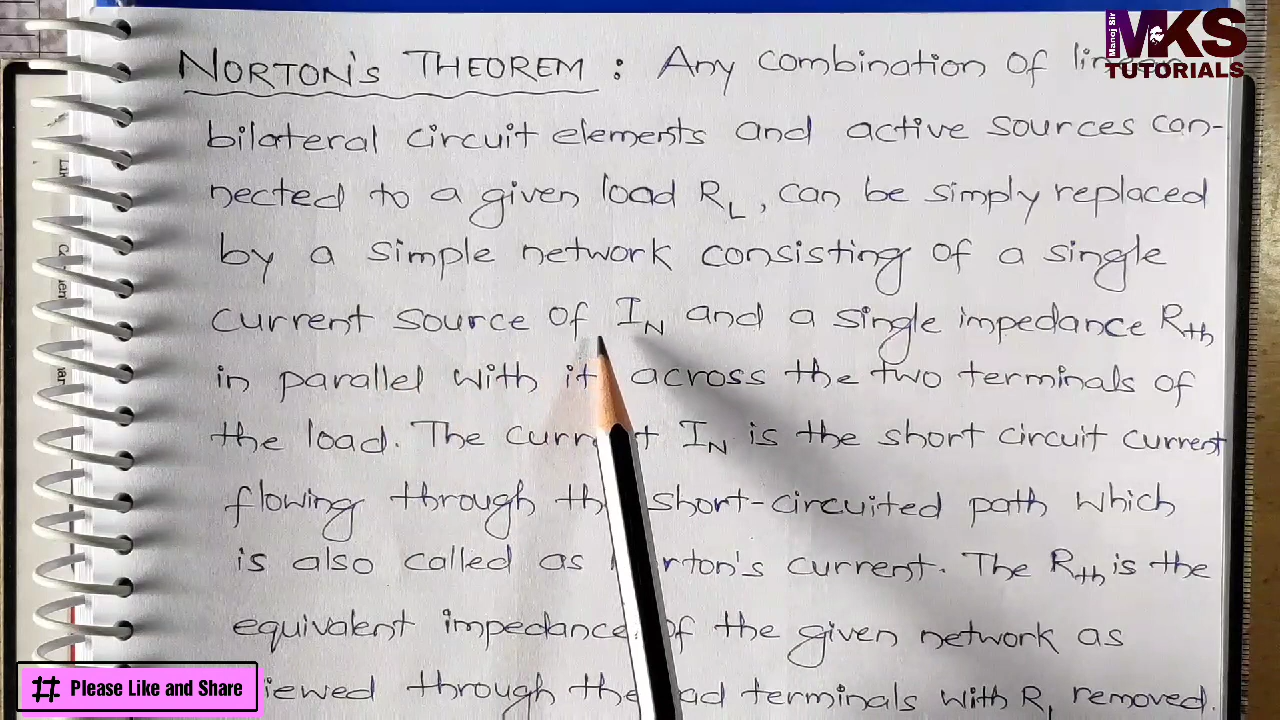 NORTON'S THEOREM : Any combination of linear
bilateral circuit elements and active sources con-
nected to a given load RL, can be simply replaced
by a simple network consisting of a single
current source of IN and a single impedance Rth
in parallel with it across the two terminals of
the load. The current IN is the short circuit current
flowing through the short-circuited path which
is also called as Norton's current. The Rth is the
equivalent impedance of the given network as
viewed through the load terminals with RL removed.
Manoj Sir
MKS
TUTORIALS
# Please Like and Share